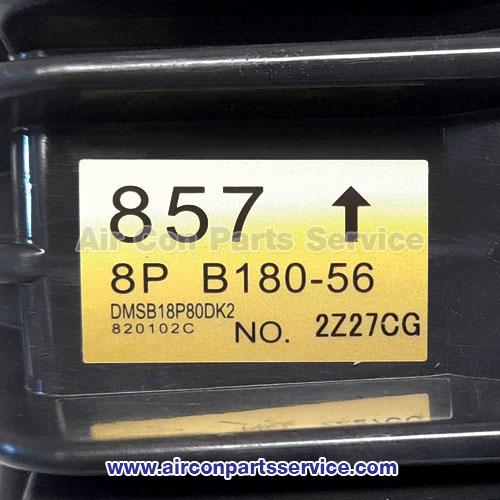 857 ↑
Air Con Parts Service
8P B180-56
DMSB18P80DK2
820102C NO. 2Z27CG
www.airconpartsservice.com